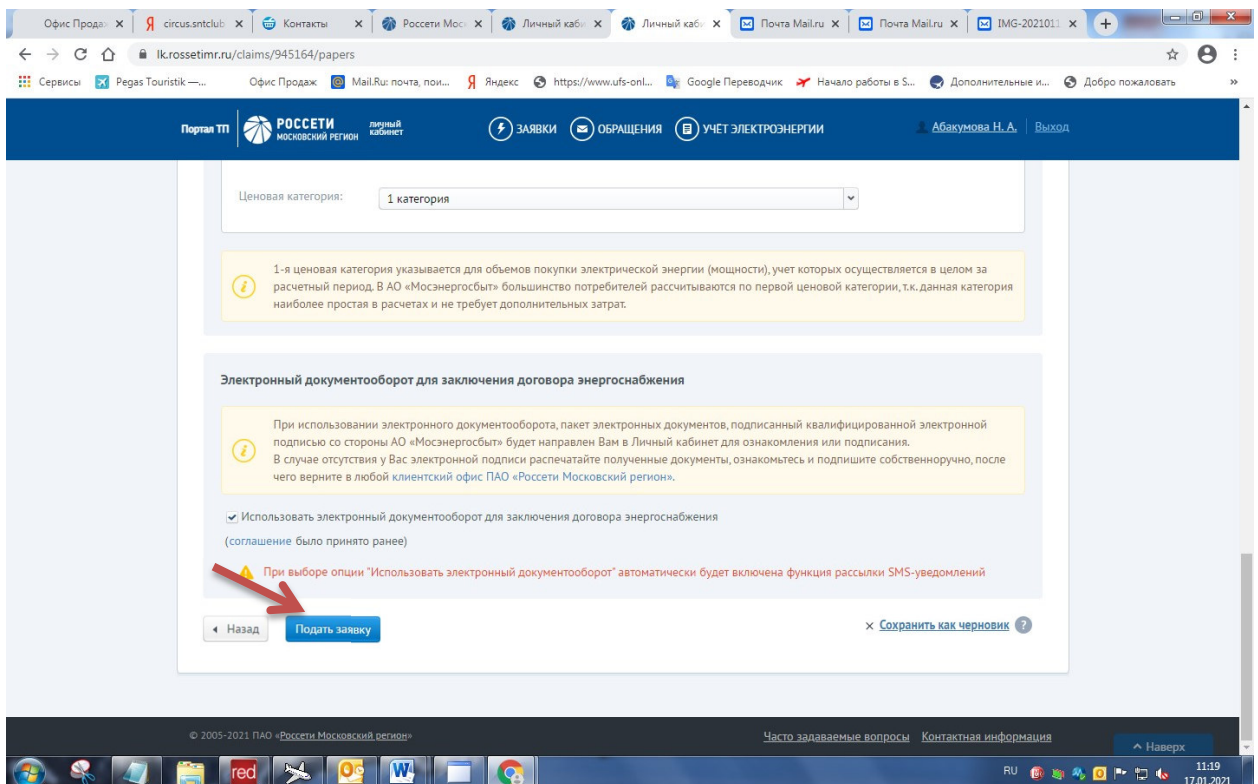 Офис Продаж
circus.sntclub
Контакты
Россети Мос
Личный каби
Личный каби
Почта Mail.ru
Почта Mail.ru
IMG-2021011
lk.rossetimr.ru/claims/945164/papers
Сервисы
Pegas Touristik —...
Офис Продаж
Mail.Ru: почта, пои...
Яндекс
https://www.ufs-onl...
Google Переводчик
Начало работы в S...
Дополнительные и...
Добро пожаловать
»
Портал ТП
РОССЕТИ
МОСКОВСКИЙ РЕГИОН
личный
кабинет
ЗАЯВКИ
ОБРАЩЕНИЯ
УЧЁТ ЭЛЕКТРОЭНЕРГИИ
Абакумова Н. А.
Выход
Ценовая категория:
1 категория
1-я ценовая категория указывается для объемов покупки электрической энергии (мощности), учет которых осуществляется в целом за
расчетный период. В АО «Мосэнергосбыт» большинство потребителей рассчитываются по первой ценовой категории, т.к. данная категория
наиболее простая в расчетах и не требует дополнительных затрат.
Электронный документооборот для заключения договора энергоснабжения
При использовании электронного документооборота, пакет электронных документов, подписанный квалифицированной электронной
подписью со стороны АО «Мосэнергосбыт» будет направлен Вам в Личный кабинет для ознакомления или подписания.
В случае отсутствия у Вас электронной подписи распечатайте полученные документы, ознакомьтесь и подпишите собственноручно, после
чего верните в любой клиентский офис ПАО «Россети Московский регион».
Использовать электронный документооборот для заключения договора энергоснабжения
(соглашение было принято ранее)
При выборе опции "Использовать электронный документооборот" автоматически будет включена функция рассылки SMS-уведомлений
Назад
Подать заявку
Сохранить как черновик
?
© 2005-2021 ПАО «Россети Московский регион»
Часто задаваемые вопросы
Контактная информация
Наверх
red
RU
11:19
17.01.2021